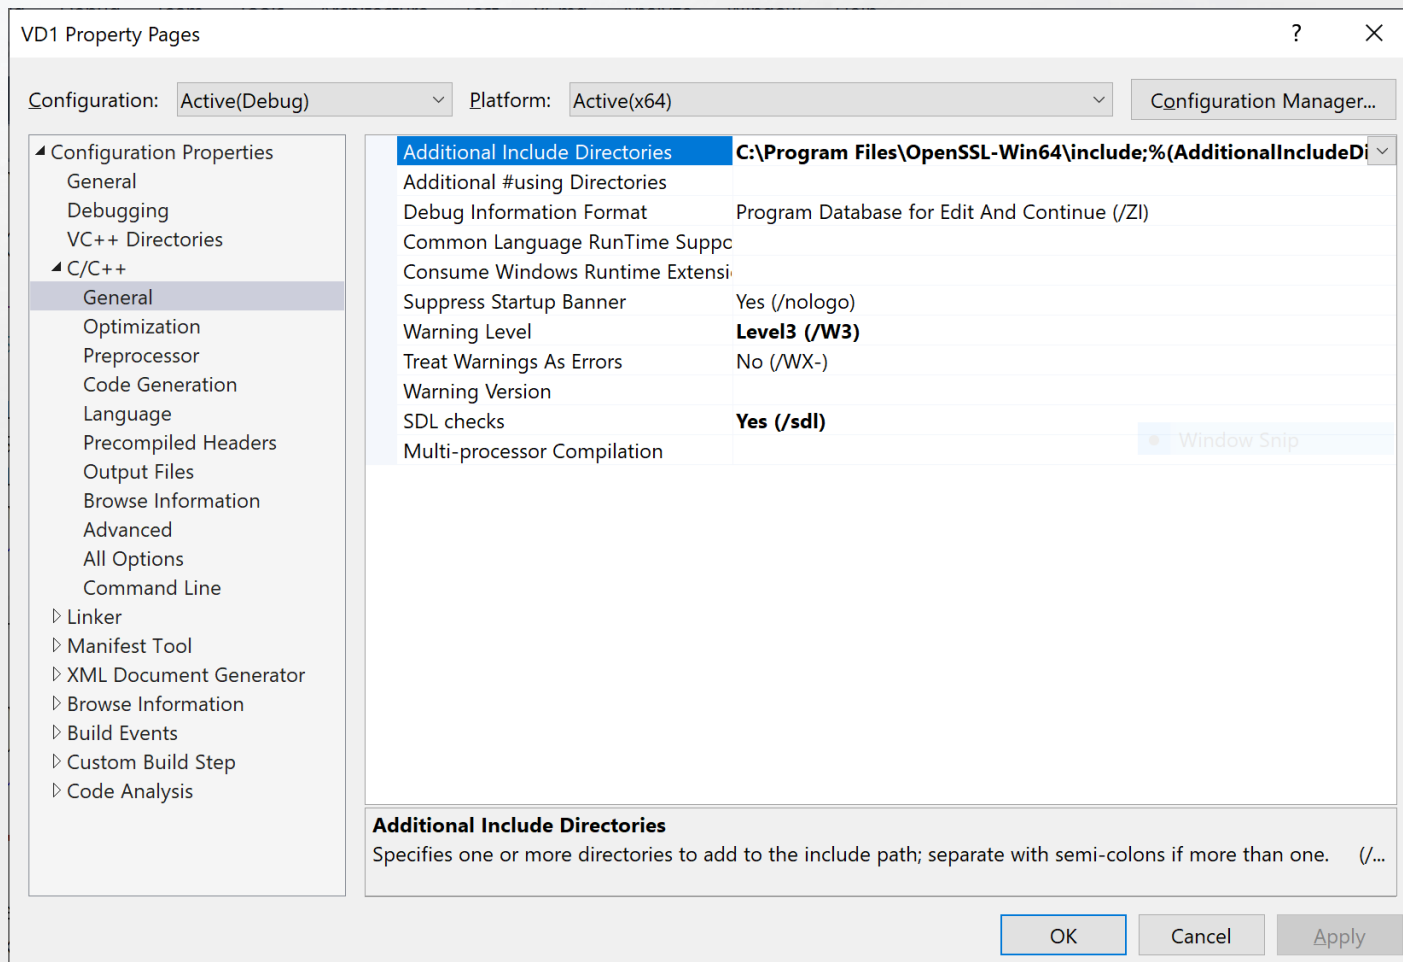 VD1 Property Pages
?
Configuration: Active(Debug) Platform: Active(x64) Configuration Manager...
Configuration Properties
General
Debugging
VC++ Directories
C/C++
General
Optimization
Preprocessor
Code Generation
Language
Precompiled Headers
Output Files
Browse Information
Advanced
All Options
Command Line
Linker
Manifest Tool
XML Document Generator
Browse Information
Build Events
Custom Build Step
Code Analysis
Additional Include Directories C:\Program Files\OpenSSL-Win64\include;%(AdditionalIncludeDi
Additional #using Directories
Debug Information Format Program Database for Edit And Continue (/ZI)
Common Language RunTime Suppo
Consume Windows Runtime Extensi
Suppress Startup Banner Yes (/nologo)
Warning Level Level3 (/W3)
Treat Warnings As Errors No (/WX-)
Warning Version
SDL checks Yes (/sdl)
Multi-processor Compilation
Window Snip
Additional Include Directories
Specifies one or more directories to add to the include path; separate with semi-colons if more than one. (/...
OK Cancel Apply